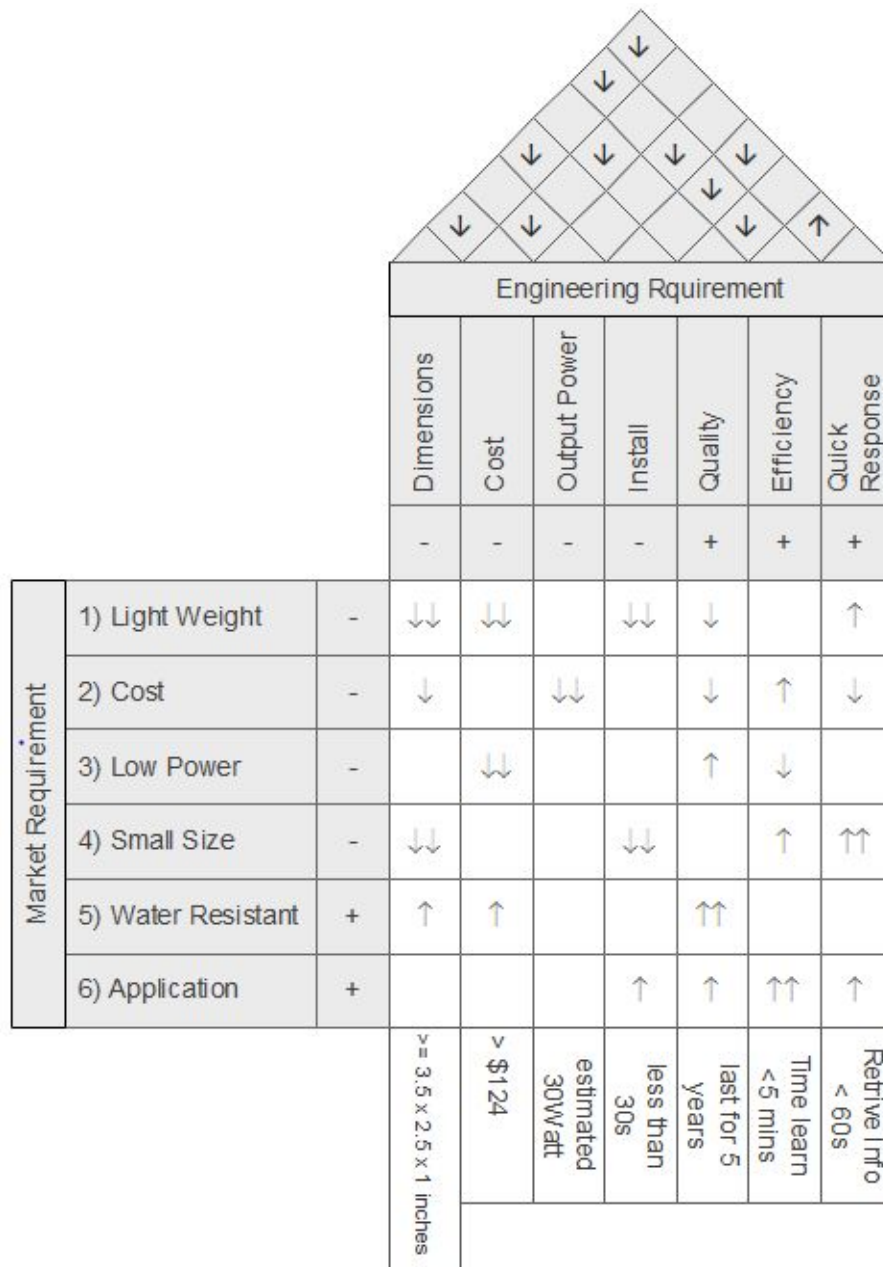 ↓
↓
↓ ↓ ↓ ↓
↓
↓ ↓ ↓ ↑
Engineering Rquirement
Dimensions
Cost
Output Power
Install
Quality
Efficiency
Quick
Response
- - - - + + +
Market Requirement
1) Light Weight - ↓↓ ↓↓ ↓↓ ↓ ↑
2) Cost - ↓ ↓↓ ↓ ↑ ↓
3) Low Power - ↓↓ ↑ ↓
4) Small Size - ↓↓ ↓↓ ↑ ↑↑
5) Water Resistant + ↑ ↑ ↑↑
6) Application + ↑ ↑ ↑↑ ↑
>= 3.5 x 2.5 x 1 inches
> $124
estimated
30Watt
less than
30s
last for 5
years
Time learn
<5 mins
Retrive Info
< 60s